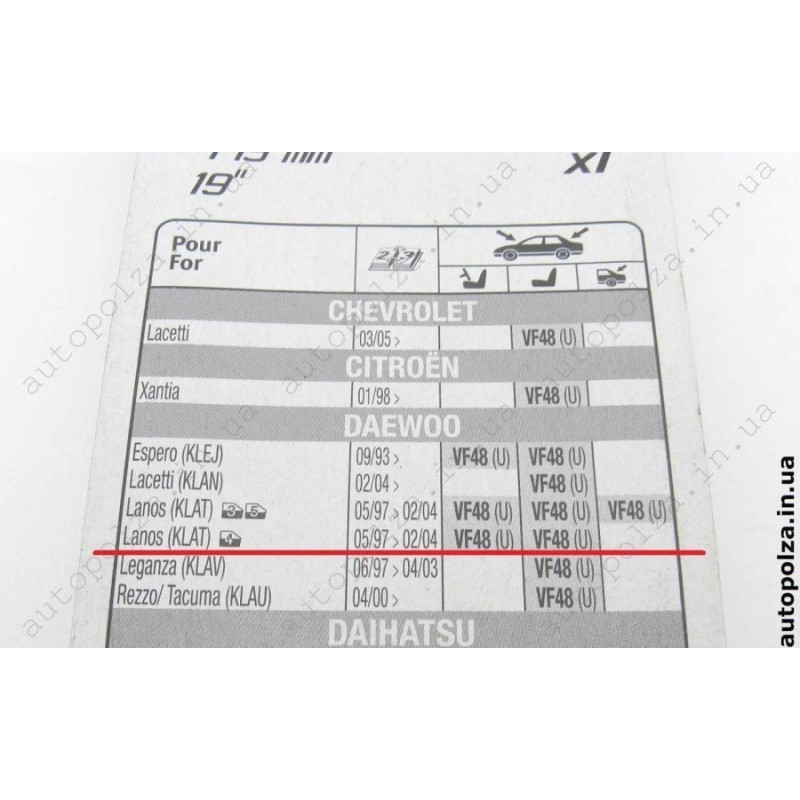 19"
x1
Pour
For
CHEVROLET
Lacetti 03/05 > VF48 (U)
CITROËN
Xantia 01/98 > VF48 (U)
DAEWOO
Espero (KLEJ) 09/93 > VF48 (U) VF48 (U)
Lacetti (KLAN) 02/04 > VF48 (U)
Lanos (KLAT) 3 5 05/97 > 02/04 VF48 (U) VF48 (U) VF48 (U)
Lanos (KLAT) 4 05/97 > 02/04 VF48 (U) VF48 (U)
Leganza (KLAV) 06/97 > 04/03 VF48 (U)
Rezzo/ Tacuma (KLAU) 04/00 > VF48 (U)
DAIHATSU
autopolza.in.ua